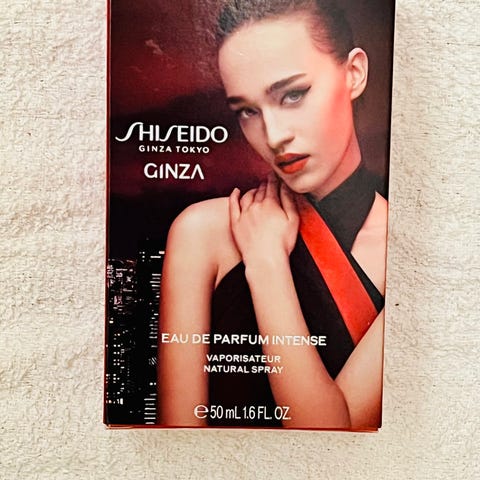 SHISEIDO
GINZA TOKYO
GINZA
EAU DE PARFUM INTENSE
VAPORISATEUR
NATURAL SPRAY
℮50 mL 1.6 FL. OZ.